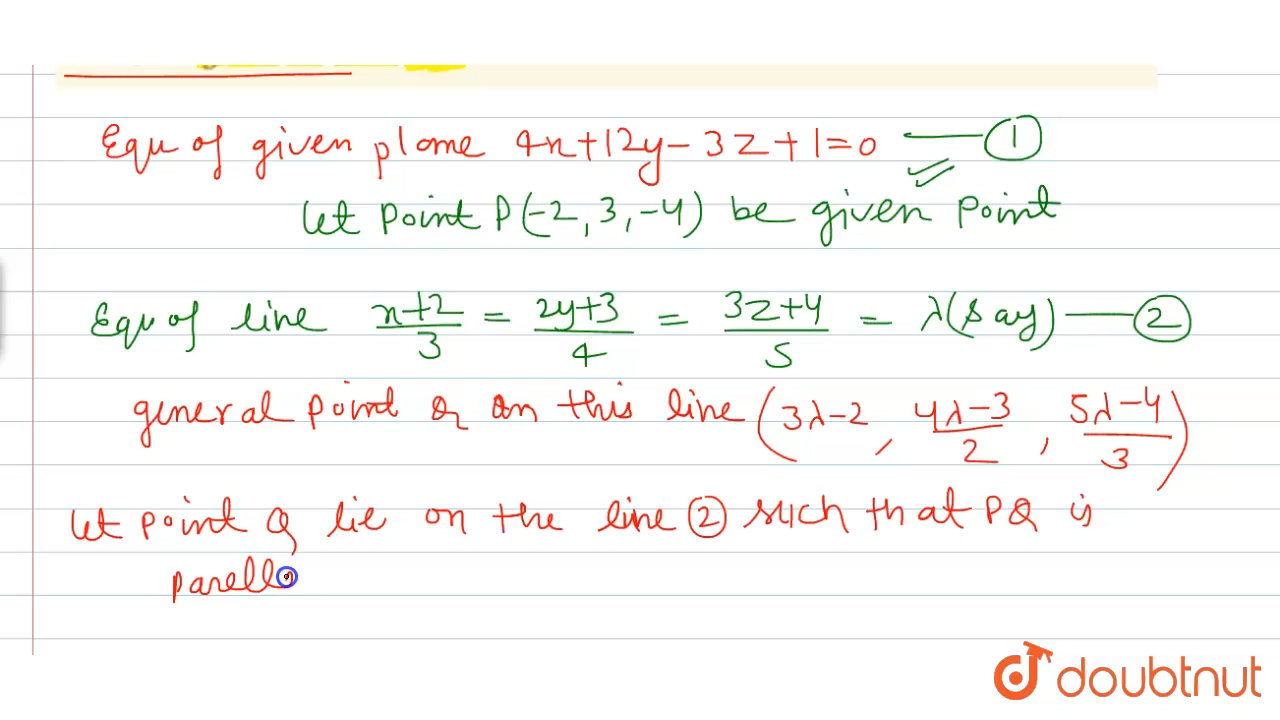 Equ of given plane 4x+12y-3z+1=0 —— ①
Let Point P(-2, 3, -4) be given Point
Equ of line (x+2)/3 = (2y+3)/4 = (3z+4)/5 = λ(say) —— ②
general point Q on this line (3λ-2, (4λ-3)/2, (5λ-4)/3)
Let point Q lie on the line ② such that PQ is
parellel
doubtnut